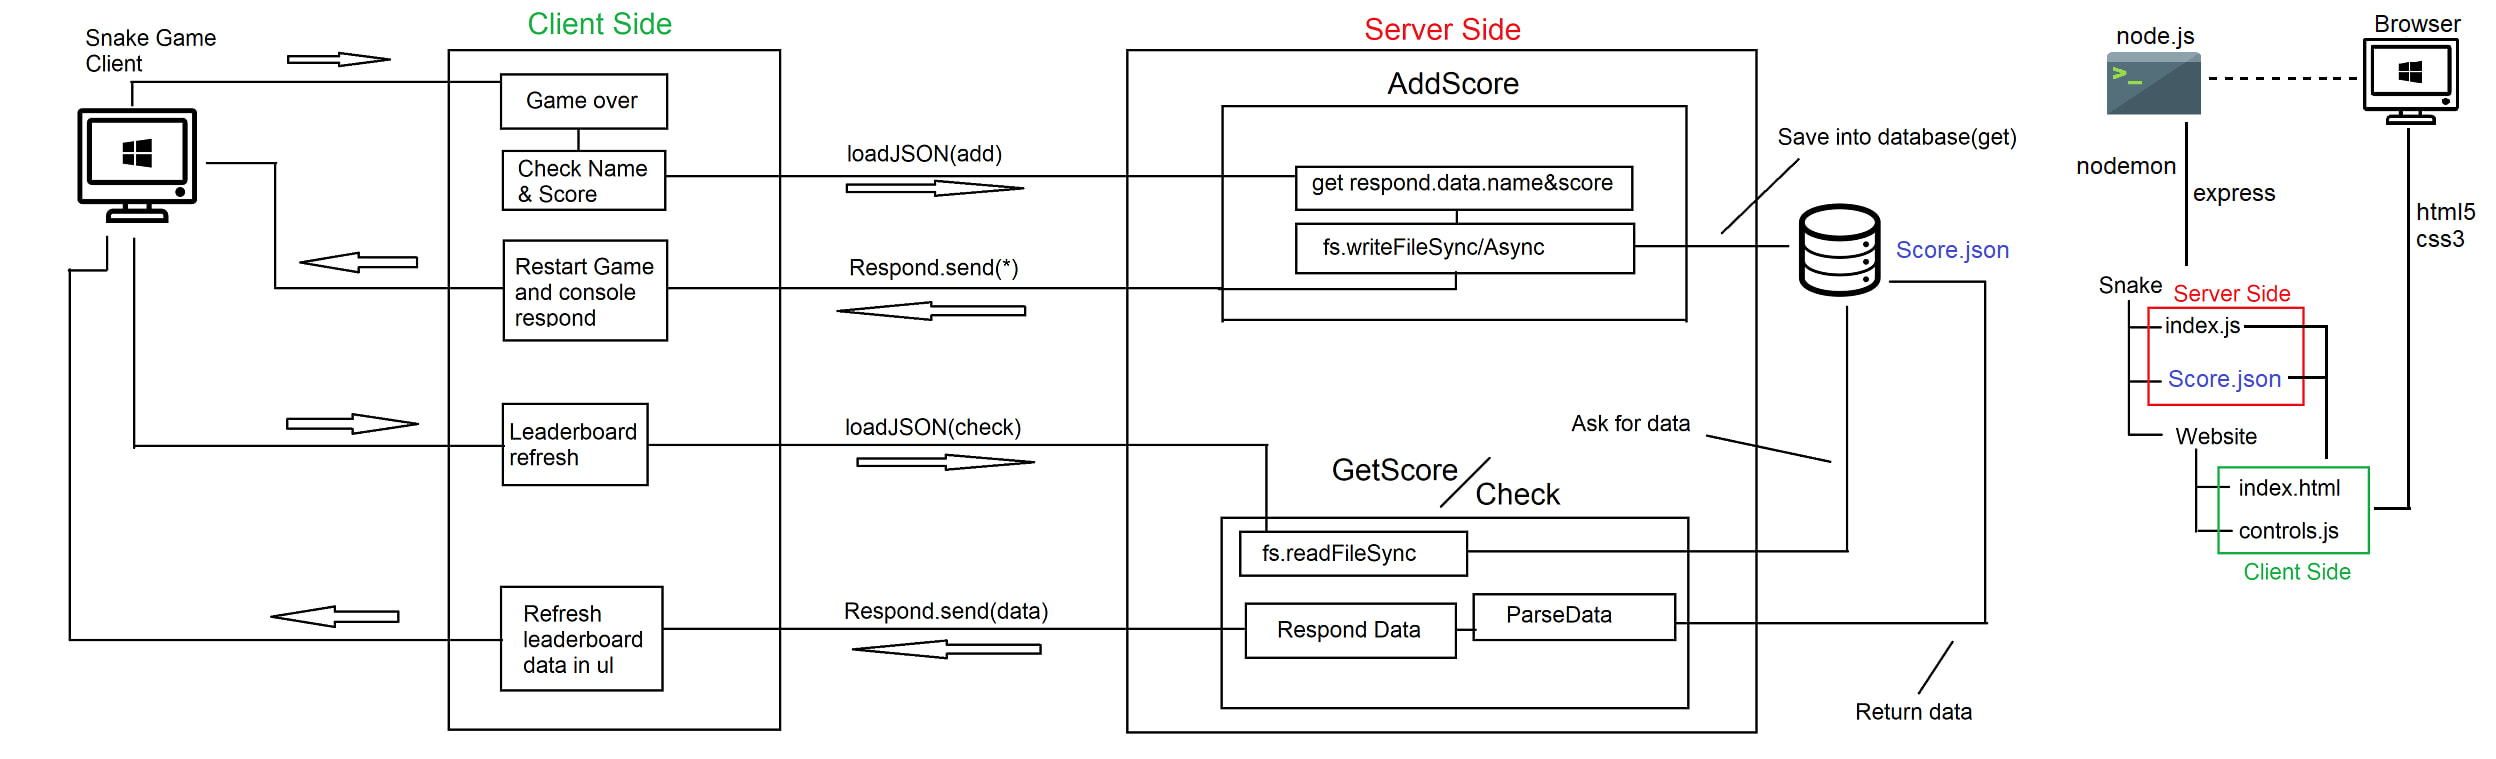 Snake Game
Client
Client Side
Game over
Check Name
& Score
Restart Game
and console
respond
Leaderboard
refresh
Refresh
leaderboard
data in ul
loadJSON(add)
Respond.send(*)
loadJSON(check)
Respond.send(data)
Server Side
AddScore
get respond.data.name&score
fs.writeFileSync/Async
Save into database(get)
Score.json
Ask for data
GetScore
Check
fs.readFileSync
Respond Data
ParseData
Return data
node.js
Browser
nodemon
express
html5
css3
Snake
Server Side
index.js
Score.json
Website
index.html
controls.js
Client Side